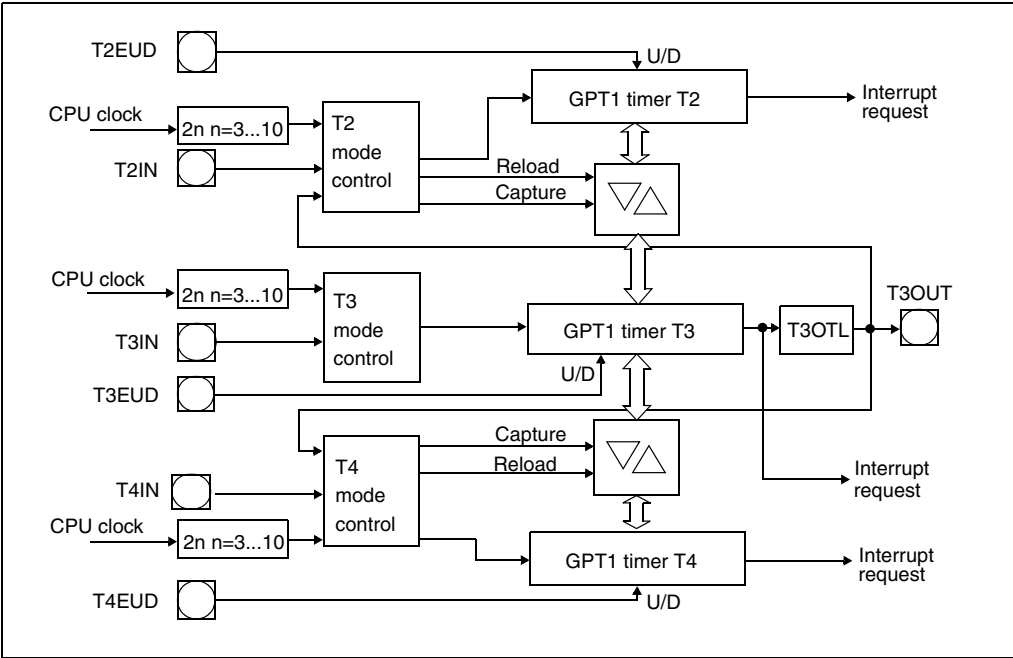 T2EUD
U/D
GPT1 timer T2
Interrupt
request
CPU clock
2n n=3...10
T2
mode
control
T2IN
Reload
Capture
CPU clock
2n n=3...10
T3
mode
control
T3IN
GPT1 timer T3
T3OTL
T3OUT
T3EUD
U/D
Capture
Reload
T4
mode
control
T4IN
Interrupt
request
CPU clock
2n n=3...10
GPT1 timer T4
Interrupt
request
T4EUD
U/D